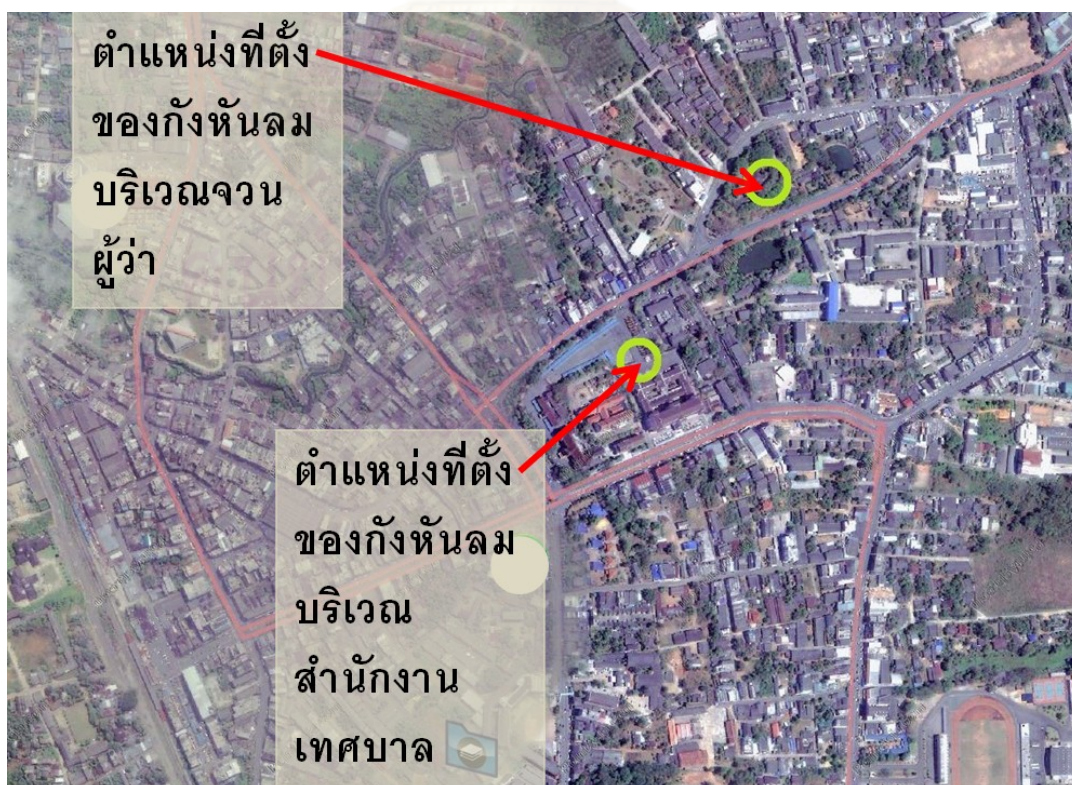 ตำแหน่งที่ตั้ง
ของกังหันลม
บริเวณจวน
ผู้ว่า
ตำแหน่งที่ตั้ง
ของกังหันลม
บริเวณ
สำนักงาน
เทศบาล